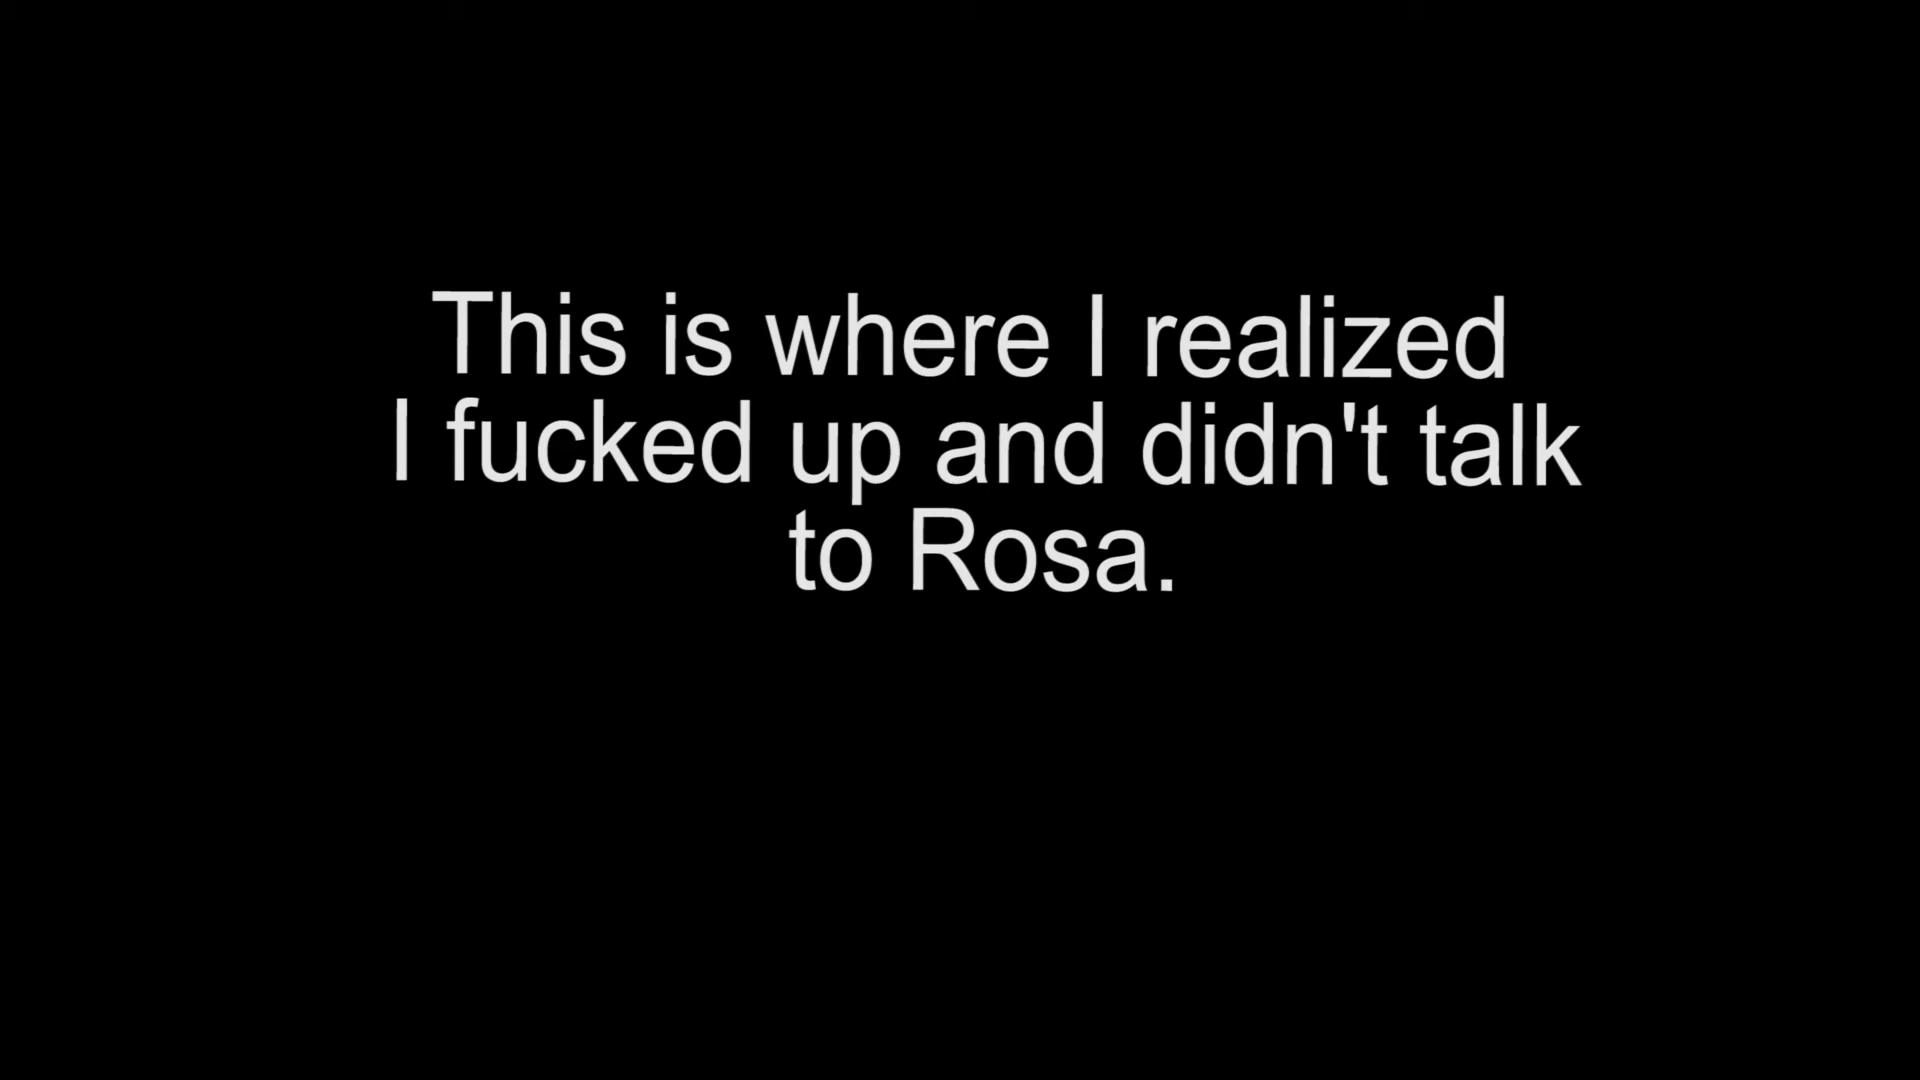 This is where I realized
I fucked up and didn't talk
to Rosa.